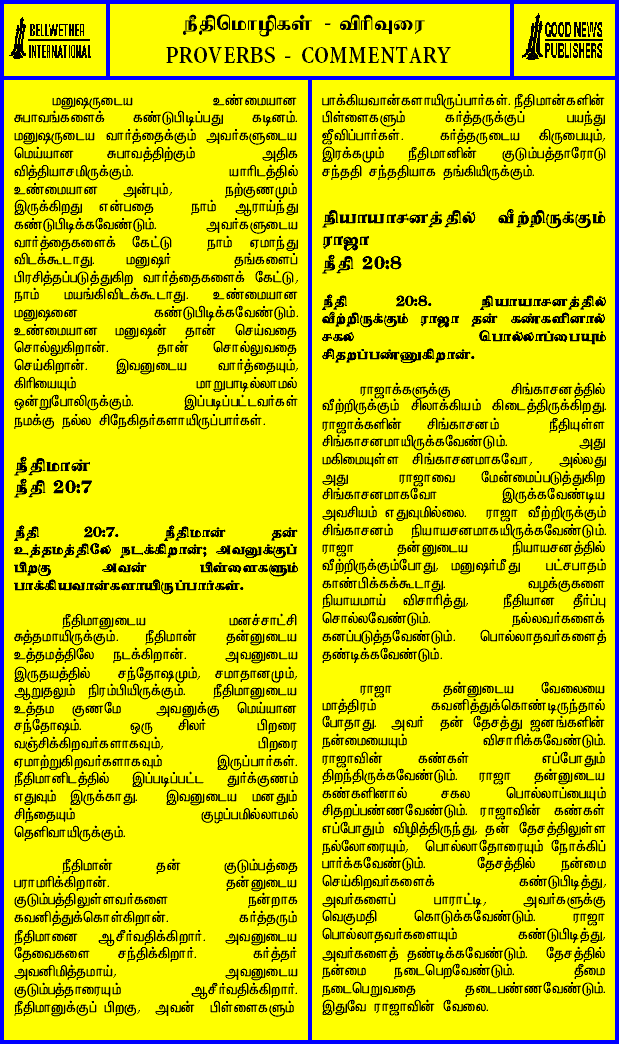 BELLWETHER
INTERNATIONAL
நீதிமொழிகள் - விரிவுரை
PROVERBS - COMMENTARY
GOOD NEWS
PUBLISHERS
மனுஷருடைய உண்மையான
சுபாவங்களைக் கண்டுபிடிப்பது கடினம்.
மனுஷருடைய வார்த்தைக்கும் அவர்களுடைய
மெய்யான சுபாவத்திற்கும் அதிக
வித்தியாசமிருக்கும். யாரிடத்தில்
உண்மையான அன்பும், நற்குணமும்
இருக்கிறது என்பதை நாம் ஆராய்ந்து
கண்டுபிடிக்கவேண்டும். அவர்களுடைய
வார்த்தைகளைக் கேட்டு நாம் ஏமாந்து
விடக்கூடாது. மனுஷர் தங்களைப்
பிரசித்தப்படுத்துகிற வார்த்தைகளைக் கேட்டு,
நாம் மயங்கிவிடக்கூடாது. உண்மையான
மனுஷனை கண்டுபிடிக்கவேண்டும்.
உண்மையான மனுஷன் தான் செய்வதை
சொல்லுகிறான். தான் சொல்லுவதை
செய்கிறான். இவனுடைய வார்த்தையும்,
கிரியையும் மாறுபாடில்லாமல்
ஒன்றுபோலிருக்கும். இப்படிப்பட்டவர்கள்
நமக்கு நல்ல சிநேகிதர்களாயிருப்பார்கள்.
நீதிமான்
நீதி 20:7
நீதி 20:7. நீதிமான் தன்
உத்தமத்திலே நடக்கிறான்; அவனுக்குப்
பிறகு அவன் பிள்ளைகளும்
பாக்கியவான்களாயிருப்பார்கள்.
நீதிமானுடைய மனச்சாட்சி
சுத்தமாயிருக்கும். நீதிமான் தன்னுடைய
உத்தமத்திலே நடக்கிறான். அவனுடைய
இருதயத்தில் சந்தோஷமும், சமாதானமும்,
ஆறுதலும் நிரம்பியிருக்கும். நீதிமானுடைய
உத்தம குணமே அவனுக்கு மெய்யான
சந்தோஷம். ஒரு சிலர் பிறரை
வஞ்சிக்கிறவர்களாகவும், பிறரை
ஏமாற்றுகிறவர்களாகவும் இருப்பார்கள்.
நீதிமானிடத்தில் இப்படிப்பட்ட துர்க்குணம்
எதுவும் இருக்காது. இவனுடைய மனதும்
சிந்தையும் குழப்பமில்லாமல்
தெளிவாயிருக்கும்.
நீதிமான் தன் குடும்பத்தை
பராமரிக்கிறான். தன்னுடைய
குடும்பத்திலுள்ளவர்களை நன்றாக
கவனித்துக்கொள்கிறான். கர்த்தரும்
நீதிமானை ஆசீர்வதிக்கிறார். அவனுடைய
தேவைகளை சந்திக்கிறார். கர்த்தர்
அவனிமித்தமாய், அவனுடைய
குடும்பத்தாரையும் ஆசீர்வதிக்கிறார்.
நீதிமானுக்குப் பிறகு, அவன் பிள்ளைகளும்
பாக்கியவான்களாயிருப்பார்கள். நீதிமான்களின்
பிள்ளைகளும் கர்த்தருக்குப் பயந்து
ஜீவிப்பார்கள். கர்த்தருடைய கிருபையும்,
இரக்கமும் நீதிமானின் குடும்பத்தாரோடு
சந்ததி சந்ததியாக தங்கியிருக்கும்.
நியாயாசனத்தில் வீற்றிருக்கும்
ராஜா
நீதி 20:8
நீதி 20:8. நியாயாசனத்தில்
வீற்றிருக்கும் ராஜா தன் கண்களினால்
சகல பொல்லாப்பையும்
சிதறப்பண்ணுகிறான்.
ராஜாக்களுக்கு சிங்காசனத்தில்
வீற்றிருக்கும் சிலாக்கியம் கிடைத்திருக்கிறது.
ராஜாக்களின் சிங்காசனம் நீதியுள்ள
சிங்காசனமாயிருக்கவேண்டும். அது
மகிமையுள்ள சிங்காசனமாகவோ, அல்லது
அது ராஜாவை மேன்மைப்படுத்துகிற
சிங்காசனமாகவோ இருக்கவேண்டிய
அவசியம் எதுவுமில்லை. ராஜா வீற்றிருக்கும்
சிங்காசனம் நியாயசனமாகயிருக்கவேண்டும்.
ராஜா தன்னுடைய நியாயசனத்தில்
வீற்றிருக்கும்போது, மனுஷர்மீது பட்சபாதம்
காண்பிக்கக்கூடாது. வழக்குகளை
நியாயமாய் விசாரித்து, நீதியான தீர்ப்பு
சொல்லவேண்டும். நல்லவர்களைக்
கனப்படுத்தவேண்டும். பொல்லாதவர்களைத்
தண்டிக்கவேண்டும்.
ராஜா தன்னுடைய வேலையை
மாத்திரம் கவனித்துக்கொண்டிருந்தால்
போதாது. அவர் தன் தேசத்து ஜனங்களின்
நன்மையையும் விசாரிக்கவேண்டும்.
ராஜாவின் கண்கள் எப்போதும்
திறந்திருக்கவேண்டும். ராஜா தன்னுடைய
கண்களினால் சகல பொல்லாப்பையும்
சிதறப்பண்ணவேண்டும். ராஜாவின் கண்கள்
எப்போதும் விழித்திருந்து, தன் தேசத்திலுள்ள
நல்லோரையும், பொல்லாதோரையும் நோக்கிப்
பார்க்கவேண்டும். தேசத்தில் நன்மை
செய்கிறவர்களைக் கண்டுபிடித்து,
அவர்களைப் பாராட்டி, அவர்களுக்கு
வெகுமதி கொடுக்கவேண்டும். ராஜா
பொல்லாதவர்களையும் கண்டுபிடித்து,
அவர்களைத் தண்டிக்கவேண்டும். தேசத்தில்
நன்மை நடைபெறவேண்டும். தீமை
நடைபெறுவதை தடைபண்ணவேண்டும்.
இதுவே ராஜாவின் வேலை.